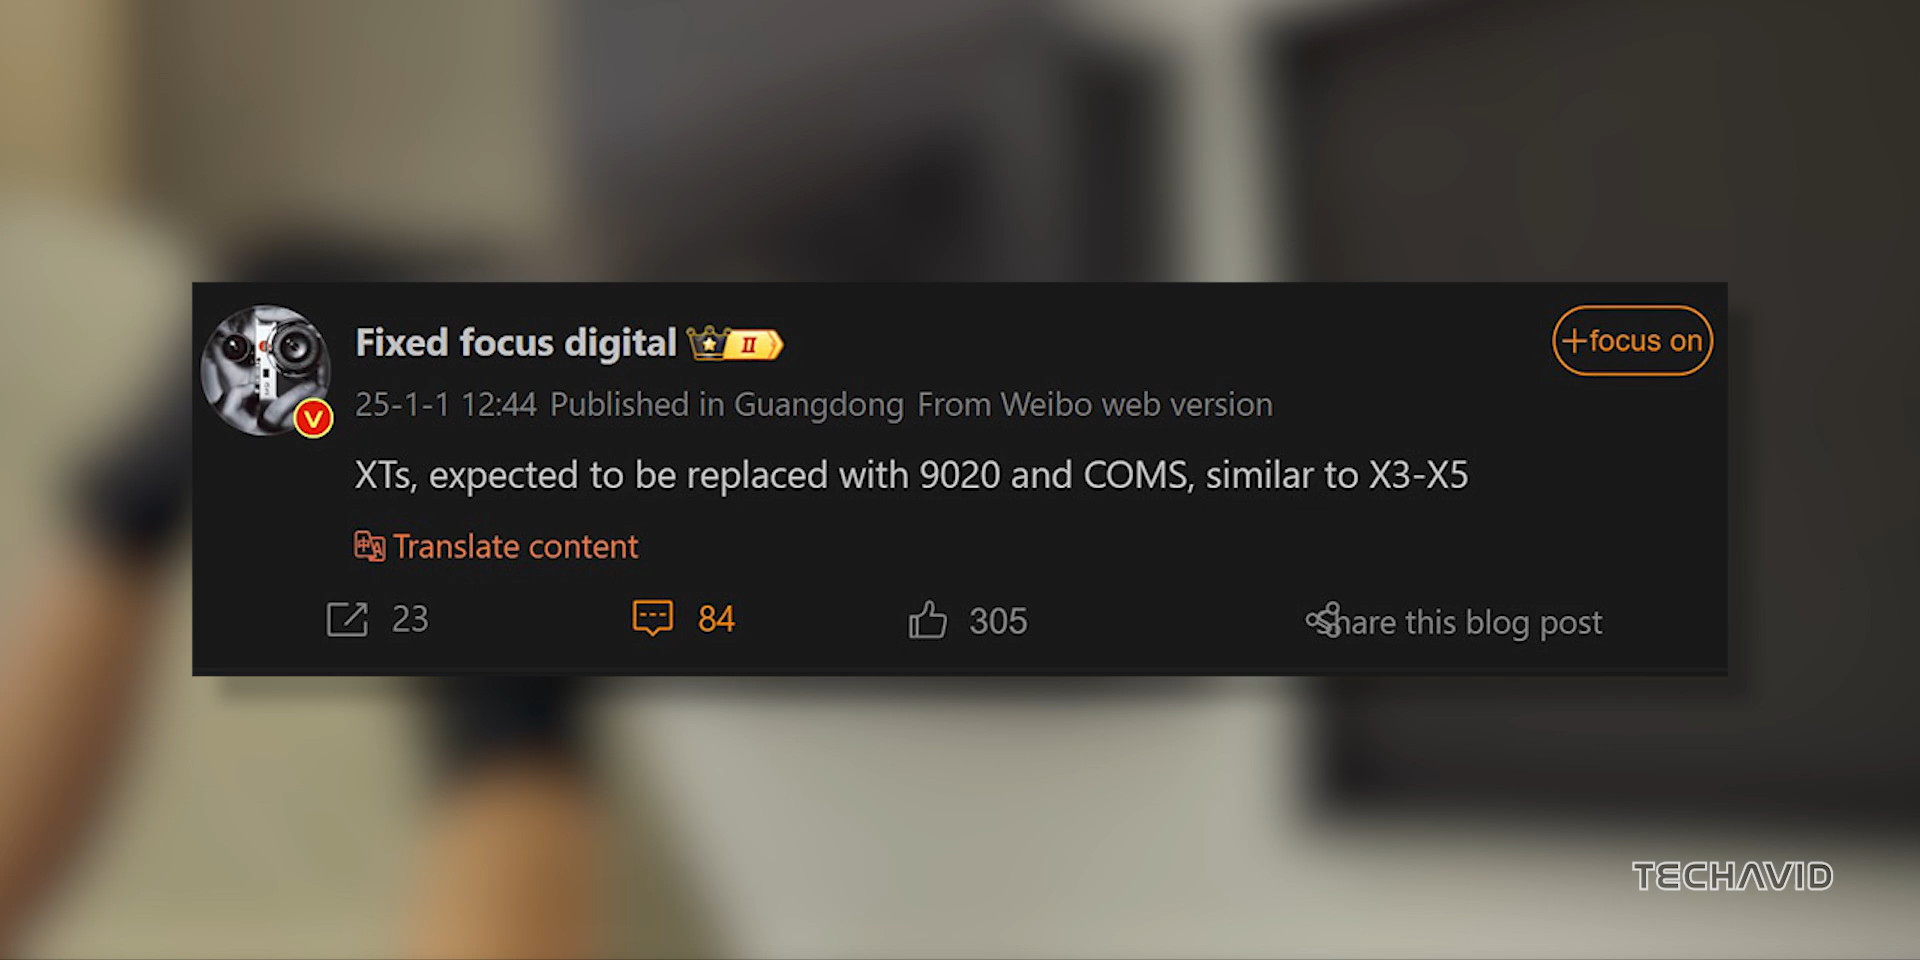 Fixed focus digital II
+focus on
25-1-1 12:44 Published in Guangdong From Weibo web version
V
XTs, expected to be replaced with 9020 and COMS, similar to X3-X5
Translate content
23 84 305 Share this blog post
TECHAVID